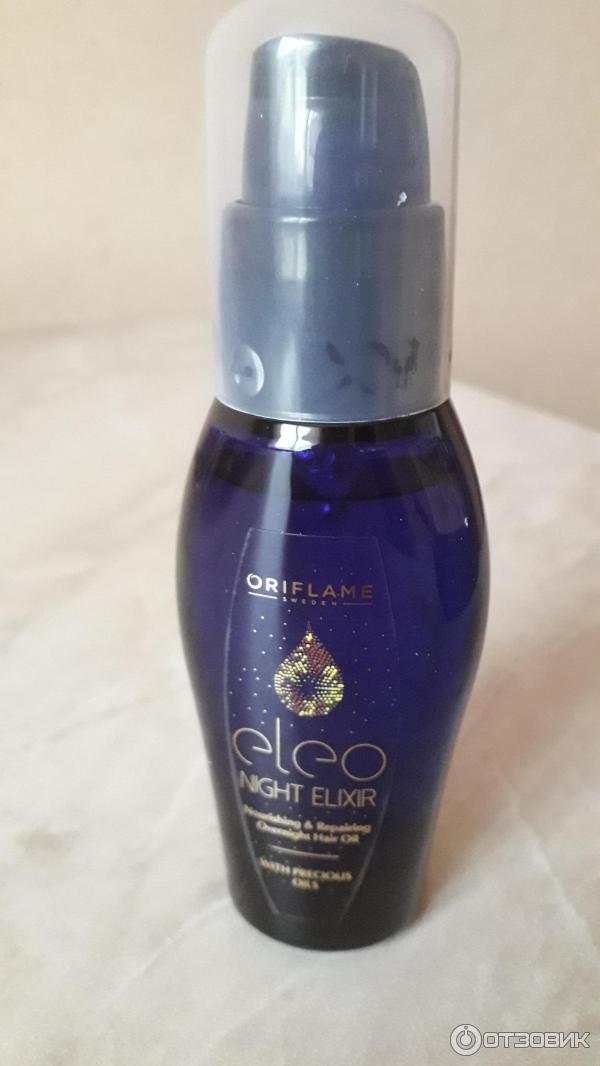 ORIFLAME
SWEDEN
eleo
NIGHT ELIXIR
Nourishing & Repairing
Overnight Hair Oil
WITH PRECIOUS
OILS
ОТЗОВИК